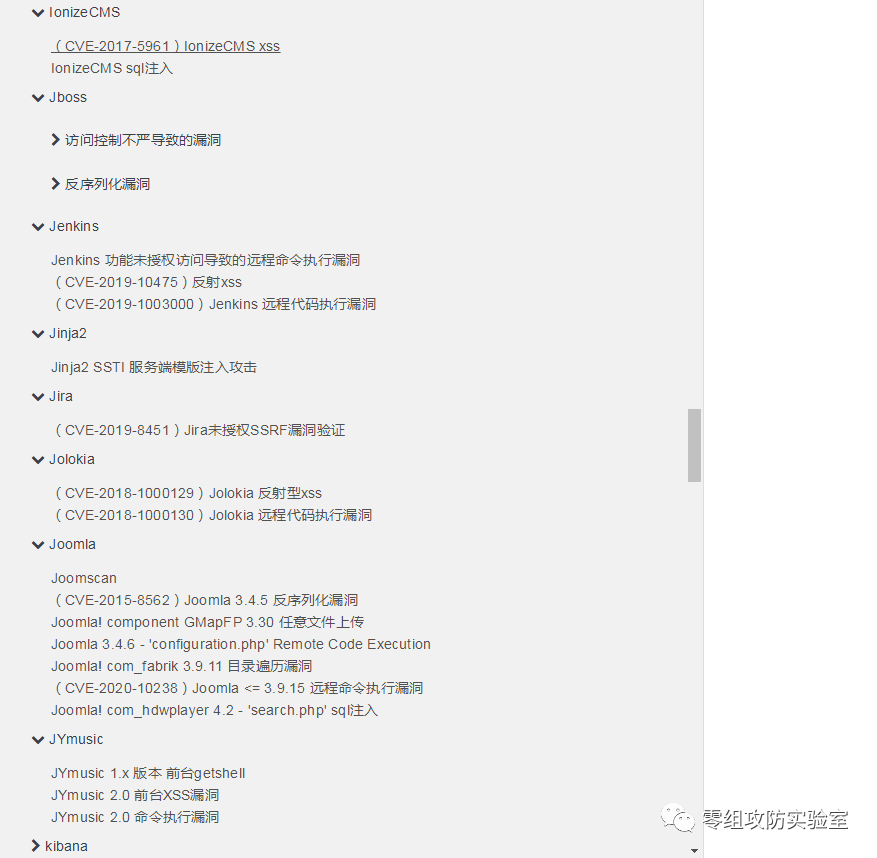 IonizeCMS
（CVE-2017-5961）IonizeCMS xss
IonizeCMS sql注入
Jboss
访问控制不严导致的漏洞
反序列化漏洞
Jenkins
Jenkins 功能未授权访问导致的远程命令执行漏洞
（CVE-2019-10475）反射xss
（CVE-2019-1003000）Jenkins 远程代码执行漏洞
Jinja2
Jinja2 SSTI 服务端模版注入攻击
Jira
（CVE-2019-8451）Jira未授权SSRF漏洞验证
Jolokia
（CVE-2018-1000129）Jolokia 反射型xss
（CVE-2018-1000130）Jolokia 远程代码执行漏洞
Joomla
Joomscan
（CVE-2015-8562）Joomla 3.4.5 反序列化漏洞
Joomla! component GMapFP 3.30 任意文件上传
Joomla 3.4.6 - 'configuration.php' Remote Code Execution
Joomla! com_fabrik 3.9.11 目录遍历漏洞
（CVE-2020-10238）Joomla <= 3.9.15 远程命令执行漏洞
Joomla! com_hdwplayer 4.2 - 'search.php' sql注入
JYmusic
JYmusic 1.x 版本 前台getshell
JYmusic 2.0 前台XSS漏洞
JYmusic 2.0 命令执行漏洞
零组攻防实验室
kibana